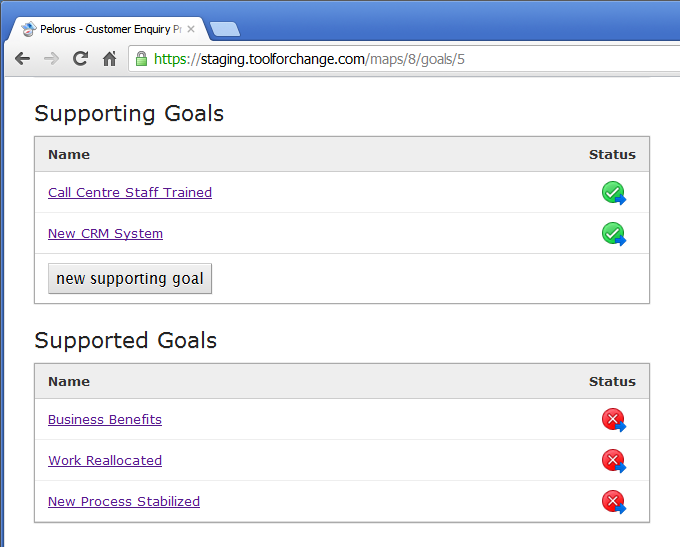 Pelorus - Customer Enquiry Pr
https://staging.toolforchange.com/maps/8/goals/5
Supporting Goals
Name Status
Call Centre Staff Trained
New CRM System
new supporting goal
Supported Goals
Name Status
Business Benefits
Work Reallocated
New Process Stabilized